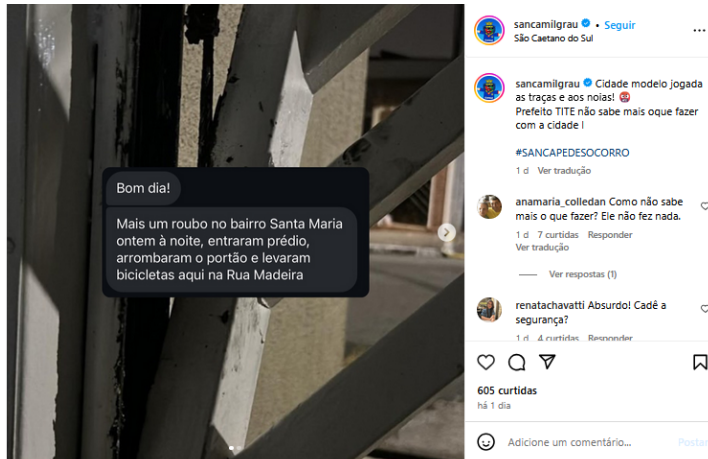 Bom dia!
Mais um roubo no bairro Santa Maria
ontem à noite, entraram prédio,
arrombaram o portão e levaram
bicicletas aqui na Rua Madeira
sancamilgrau • Seguir
São Caetano do Sul
sancamilgrau Cidade modelo jogada
as traças e aos noias!
Prefeito TITE não sabe mais oque fazer
com a cidade !
#SANCAPEDESOCORRO
1 d Ver tradução
anamaria_colledan Como não sabe
mais o que fazer? Ele não fez nada.
1 d 7 curtidas Responder
Ver tradução
Ver respostas (1)
renatachavatti Absurdo! Cadê a
segurança?
1 d 4 curtidas Responder
605 curtidas
há 1 dia
Adicione um comentário... Postar